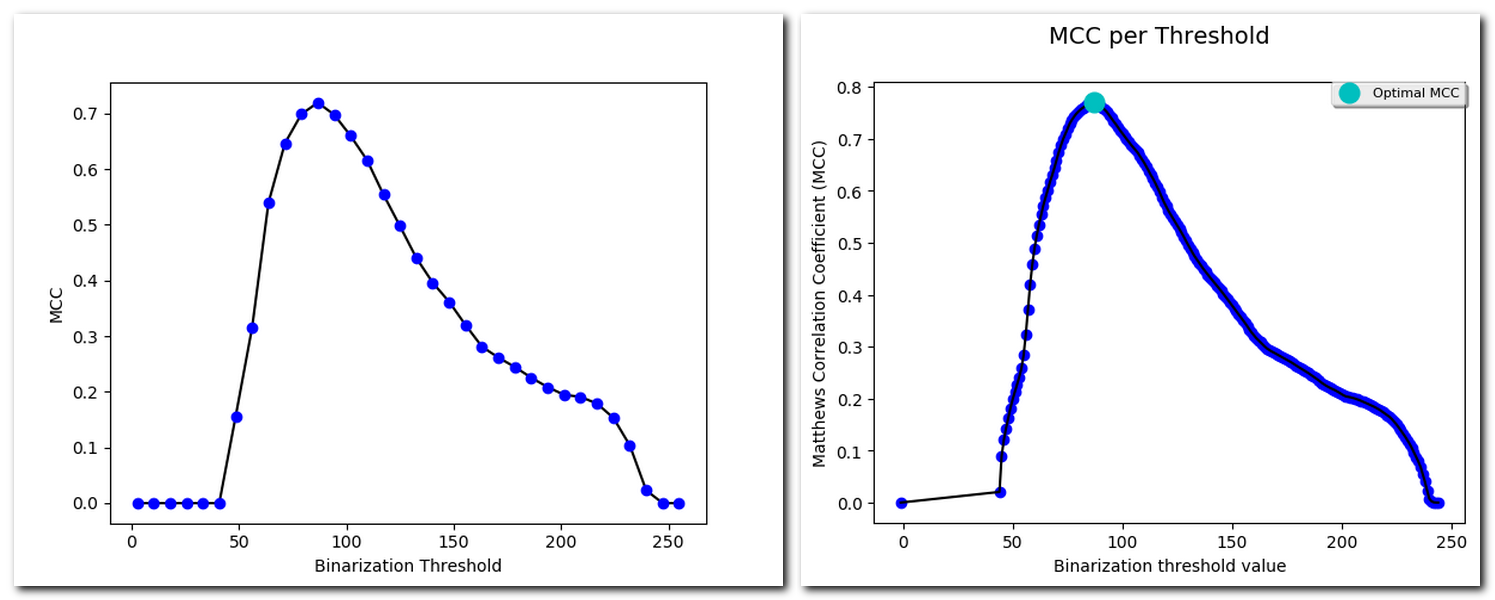 0.7
0.6
0.5
0.4
0.3
0.2
0.1
0.0
MCC
0 50 100 150 200 250
Binarization Threshold
MCC per Threshold
Optimal MCC
0.8
0.7
0.6
0.5
0.4
0.3
0.2
0.1
0.0
Matthews Correlation Coefficient (MCC)
0 50 100 150 200 250
Binarization threshold value